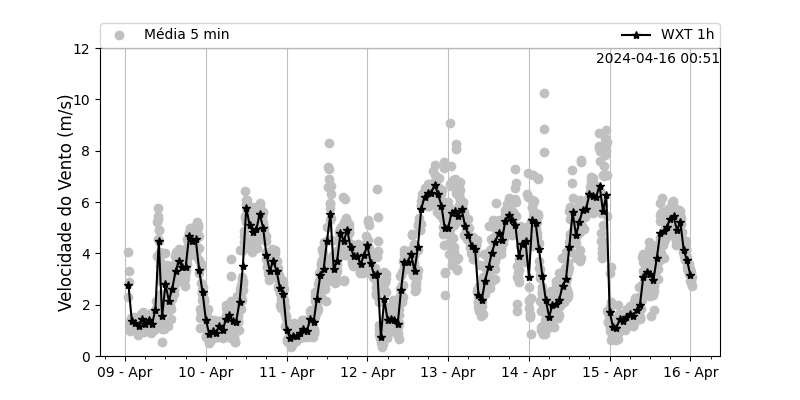 Média 5 min
WXT 1h
2024-04-16 00:51
Velocidade do Vento (m/s)
12
10
8
6
4
2
0
09 - Apr
10 - Apr
11 - Apr
12 - Apr
13 - Apr
14 - Apr
15 - Apr
16 - Apr